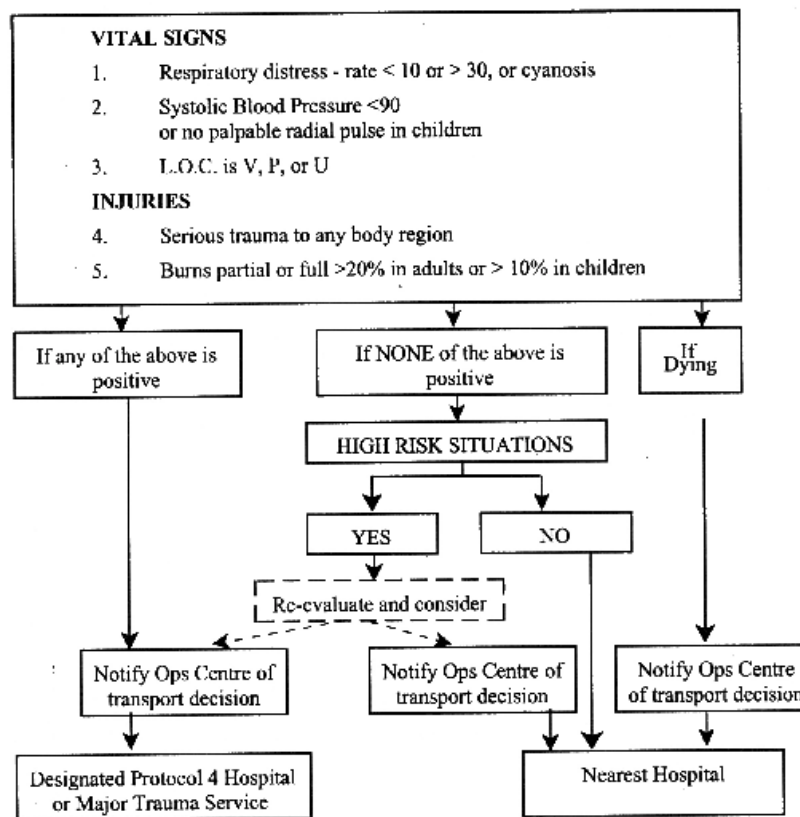 VITAL SIGNS
1. Respiratory distress - rate < 10 or > 30, or cyanosis
2. Systolic Blood Pressure <90
or no palpable radial pulse in children
3. L.O.C. is V, P, or U
INJURIES
4. Serious trauma to any body region
5. Burns partial or full >20% in adults or > 10% in children
If any of the above is
positive
If NONE of the above is
positive
If
Dying
HIGH RISK SITUATIONS
YES
NO
Re-evaluate and consider
Notify Ops Centre of
transport decision
Notify Ops Centre of
transport decision
Notify Ops Centre
of transport decision
Designated Protocol 4 Hospital
or Major Trauma Service
Nearest Hospital